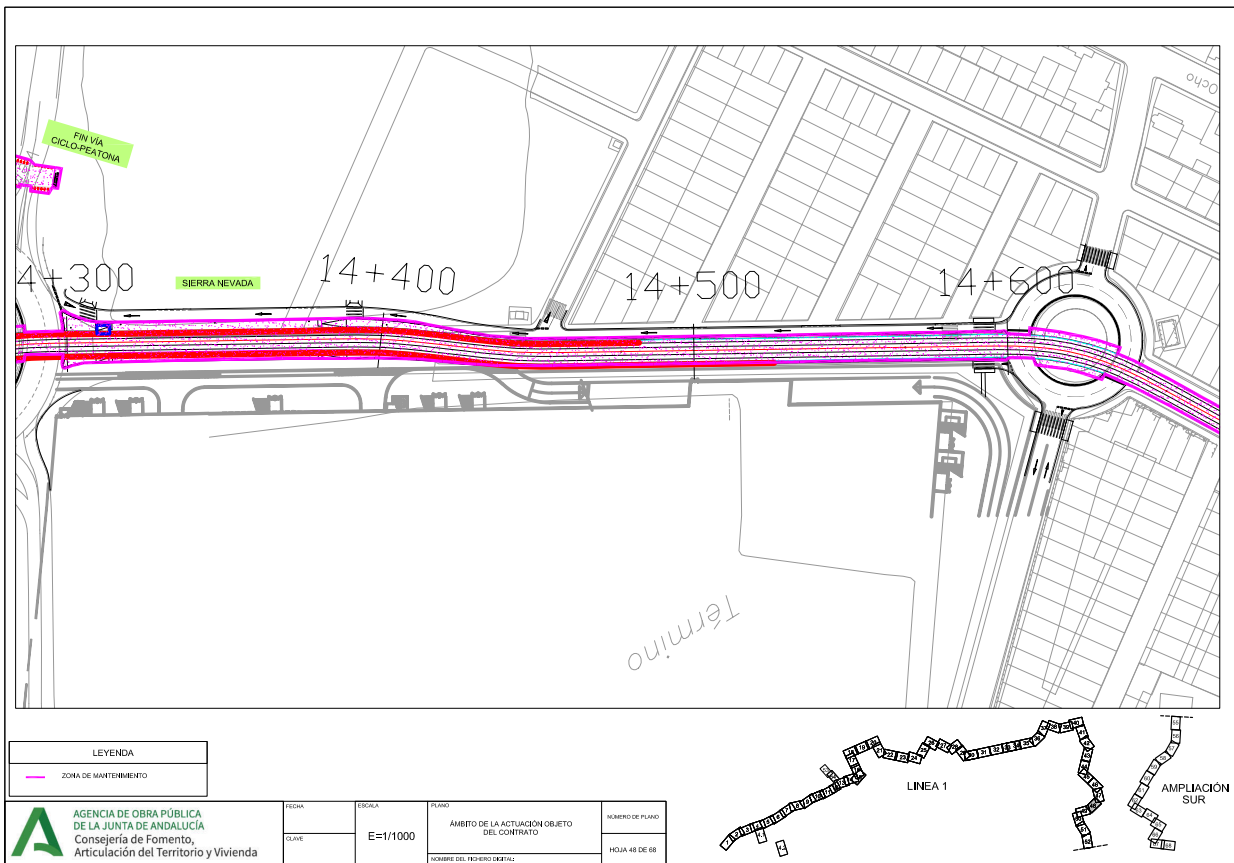 Ocho
FIN VÍA
CICLO-PEATONA
4+300
SIERRA NEVADA
14+400
14+500
14+600
Término
LEYENDA
ZONA DE MANTENIMIENTO
AGENCIA DE OBRA PÚBLICA
DE LA JUNTA DE ANDALUCÍA
Consejería de Fomento,
Articulación del Territorio y Vivienda
FECHA
CLAVE
ESCALA
E=1/1000
PLANO
ÁMBITO DE LA ACTUACIÓN OBJETO
DEL CONTRATO
NOMBRE DEL FICHERO DIGITAL:
NÚMERO DE PLANO
HOJA 48 DE 68
LINEA 1
AMPLIACIÓN
SUR